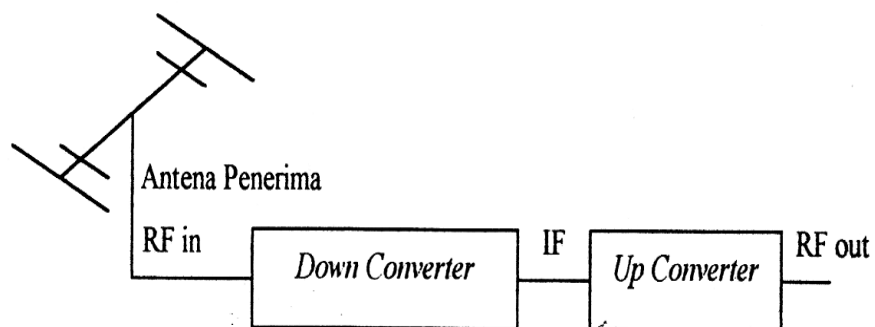 Antena Penerima
RF in
Down Converter
IF
Up Converter
RF out